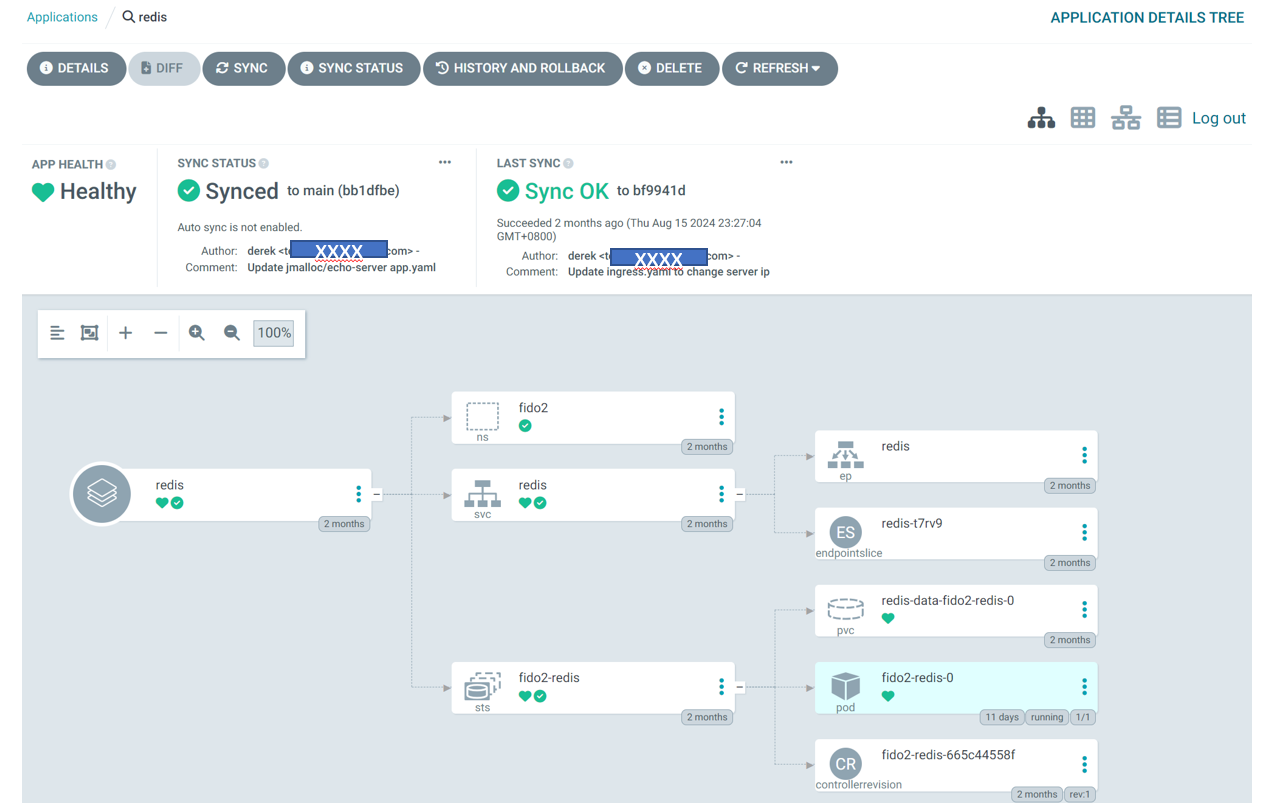 Applications / redis
APPLICATION DETAILS TREE
DETAILS
DIFF
SYNC
SYNC STATUS
HISTORY AND ROLLBACK
DELETE
REFRESH
Log out
APP HEALTH
Healthy
SYNC STATUS
Synced to main (bb1dfbe)
Auto sync is not enabled.
Author: derek <t XXXX com> -
Comment: Update jmalloc/echo-server app.yaml
LAST SYNC
Sync OK to bf9941d
Succeeded 2 months ago (Thu Aug 15 2024 23:27:04
GMT+0800)
Author: derek <t XXXX com> -
Comment: Update ingress.yaml to change server ip
100%
redis
2 months
fido2
ns
2 months
redis
svc
2 months
fido2-redis
sts
2 months
redis
ep
2 months
ES
redis-t7rv9
endpointslice
2 months
redis-data-fido2-redis-0
pvc
2 months
fido2-redis-0
pod
11 days running 1/1
CR
fido2-redis-665c44558f
controllerrevision
2 months rev:1